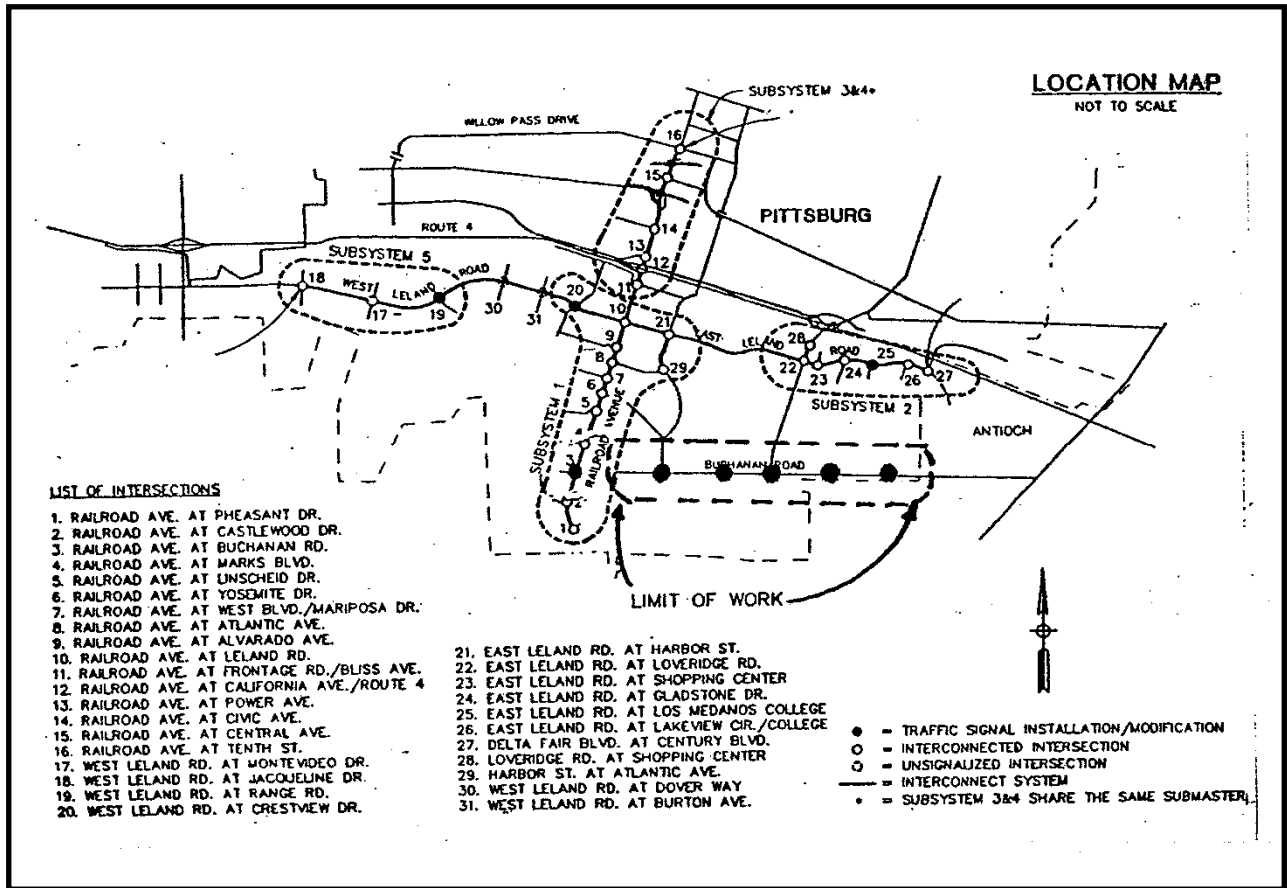 LOCATION MAP
NOT TO SCALE
SUBSYSTEM 3&4•
WILLOW PASS DRIVE
16
15
PITTSBURG
14
ROUTE 4
13
12
SUBSYSTEM 5
11
18
WEST LELAND ROAD
17
19
30
31
20
10
21
EAST LELAND ROAD
9
8
7
6
5
29
28
22
23
24
25
26
27
SUBSYSTEM 2
SUBSYSTEM 1
RAILROAD AVENUE
4
3
2
1
ANTIOCH
BUCHANAN ROAD
LIMIT OF WORK
LIST OF INTERSECTIONS
1. RAILROAD AVE. AT PHEASANT DR.
2. RAILROAD AVE. AT CASTLEWOOD DR.
3. RAILROAD AVE. AT BUCHANAN RD.
4. RAILROAD AVE. AT MARKS BLVD.
5. RAILROAD AVE. AT UNSCHEID DR.
6. RAILROAD AVE. AT YOSEMITE DR.
7. RAILROAD AVE. AT WEST BLVD./MARIPOSA DR.
8. RAILROAD AVE. AT ATLANTIC AVE.
9. RAILROAD AVE. AT ALVARADO AVE.
10. RAILROAD AVE. AT LELAND RD.
11. RAILROAD AVE. AT FRONTAGE RD./BLISS AVE.
12. RAILROAD AVE. AT CALIFORNIA AVE./ROUTE 4
13. RAILROAD AVE. AT POWER AVE.
14. RAILROAD AVE. AT CIVIC AVE.
15. RAILROAD AVE. AT CENTRAL AVE.
16. RAILROAD AVE. AT TENTH ST.
17. WEST LELAND RD. AT MONTEVIDEO DR.
18. WEST LELAND RD. AT JACQUELINE DR.
19. WEST LELAND RD. AT RANGE RD.
20. WEST LELAND RD. AT CRESTVIEW DR.
21. EAST LELAND RD. AT HARBOR ST.
22. EAST LELAND RD. AT LOVERIDGE RD.
23. EAST LELAND RD. AT SHOPPING CENTER
24. EAST LELAND RD. AT GLADSTONE DR.
25. EAST LELAND RD. AT LOS MEDANOS COLLEGE
26. EAST LELAND RD. AT LAKEVIEW CIR./COLLEGE
27. DELTA FAIR BLVD. AT CENTURY BLVD.
28. LOVERIDGE RD. AT SHOPPING CENTER
29. HARBOR ST. AT ATLANTIC AVE.
30. WEST LELAND RD. AT DOVER WAY
31. WEST LELAND RD. AT BURTON AVE.
● = TRAFFIC SIGNAL INSTALLATION/MODIFICATION
○ = INTERCONNECTED INTERSECTION
= UNSIGNALIZED INTERSECTION
= INTERCONNECT SYSTEM
• = SUBSYSTEM 3&4 SHARE THE SAME SUBMASTER